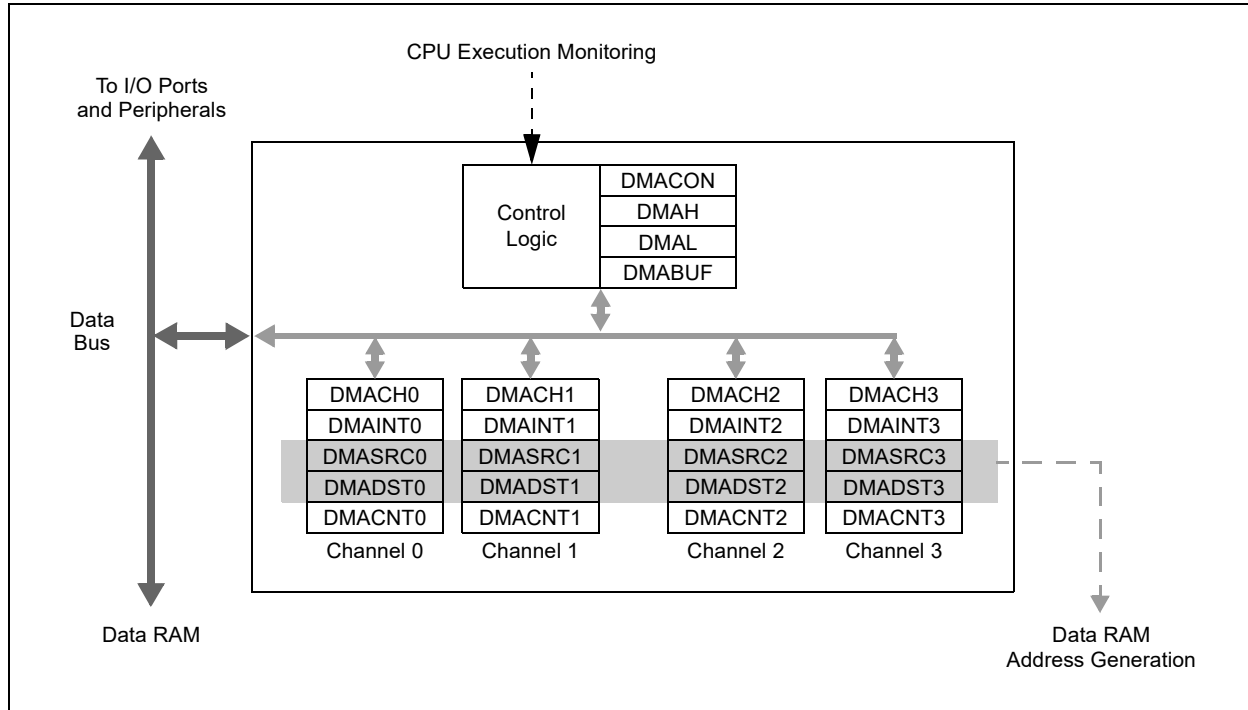 CPU Execution Monitoring
To I/O Ports
and Peripherals
Control
Logic
DMACON
DMAH
DMAL
DMABUF
Data
Bus
DMACH0
DMAINT0
DMASRC0
DMADST0
DMACNT0
Channel 0
DMACH1
DMAINT1
DMASRC1
DMADST1
DMACNT1
Channel 1
DMACH2
DMAINT2
DMASRC2
DMADST2
DMACNT2
Channel 2
DMACH3
DMAINT3
DMASRC3
DMADST3
DMACNT3
Channel 3
Data RAM
Data RAM
Address Generation